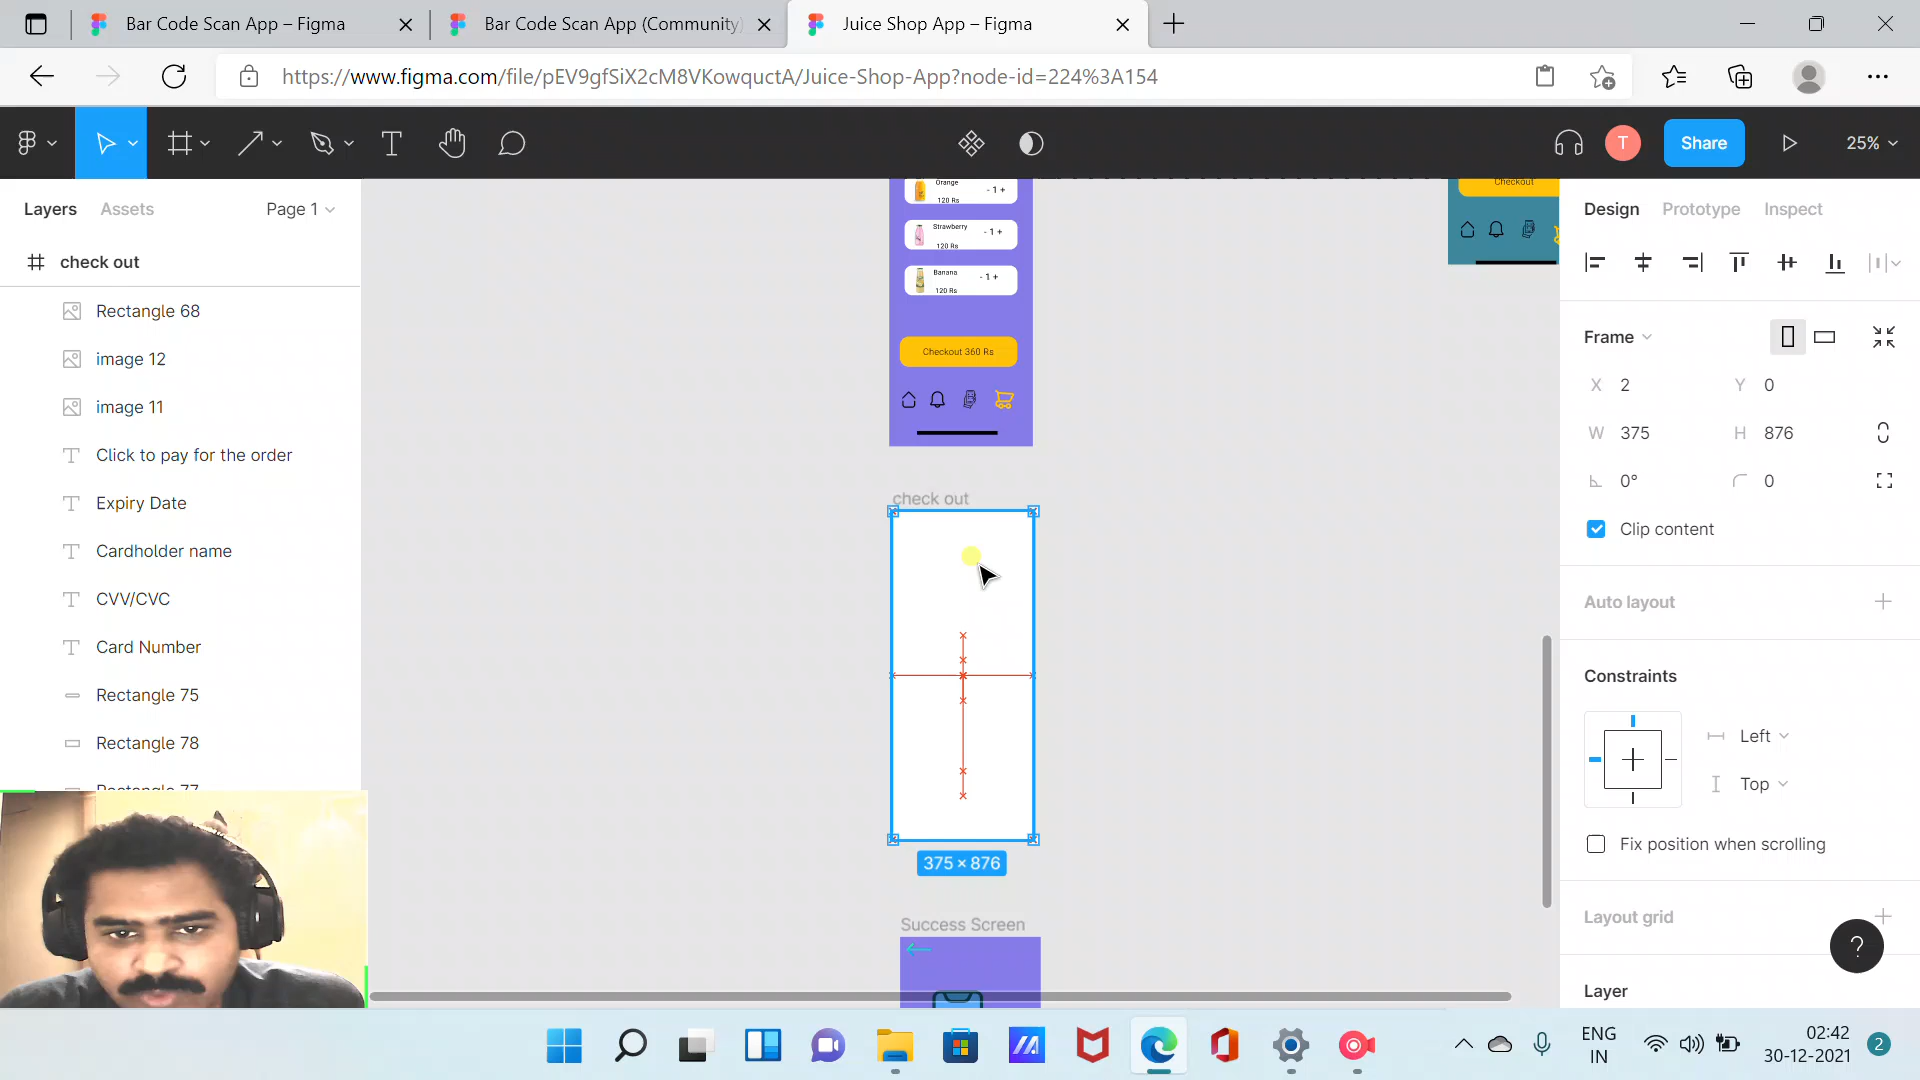 Bar Code Scan App – Figma
Bar Code Scan App (Community)
Juice Shop App – Figma
https://www.figma.com/file/pEV9gfSiX2cM8VKowquctA/Juice-Shop-App?node-id=224%3A154
T
Share
25%
Layers
Assets
Page 1
check out
Rectangle 68
image 12
image 11
Click to pay for the order
Expiry Date
Cardholder name
CVV/CVC
Card Number
Rectangle 75
Rectangle 78
Rectangle 77
Orange
- 1 +
120 Rs
Strawberry
- 1 +
120 Rs
Banana
- 1 +
120 Rs
Checkout 360 Rs
check out
375 × 876
Success Screen
Checkout
Design
Prototype
Inspect
Frame
X 2
Y 0
W 375
H 876
0°
0
Clip content
Auto layout
Constraints
Left
Top
Fix position when scrolling
Layout grid
?
Layer
ENG
IN
02:42
30-12-2021
2